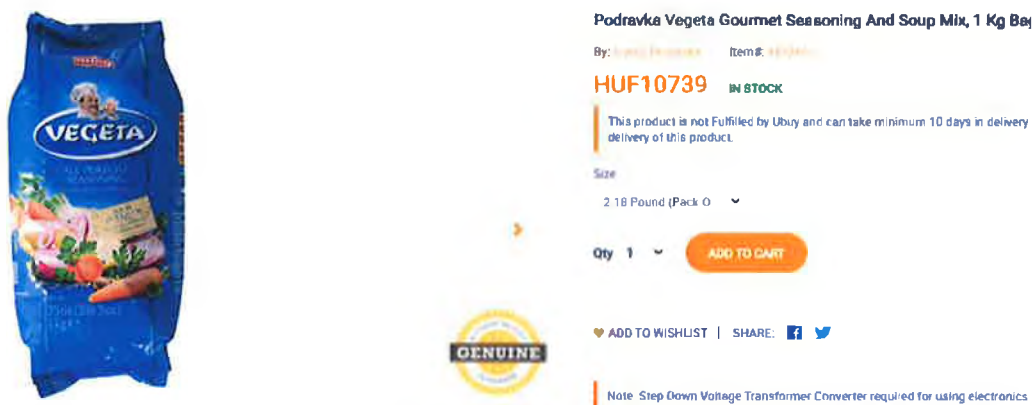 Podravka Vegeta Gourmet Seasoning And Soup Mix, 1 Kg Bag
By:
Item#:
HUF10739 IN STOCK
This product is not Fulfilled by Ubuy and can take minimum 10 days in delivery
delivery of this product.
Size
2.18 Pound (Pack O
Qty 1
ADD TO CART
ADD TO WISHLIST | SHARE:
Note Step Down Voltage Transformer Converter required for using electronics
VEGETA
GENUINE